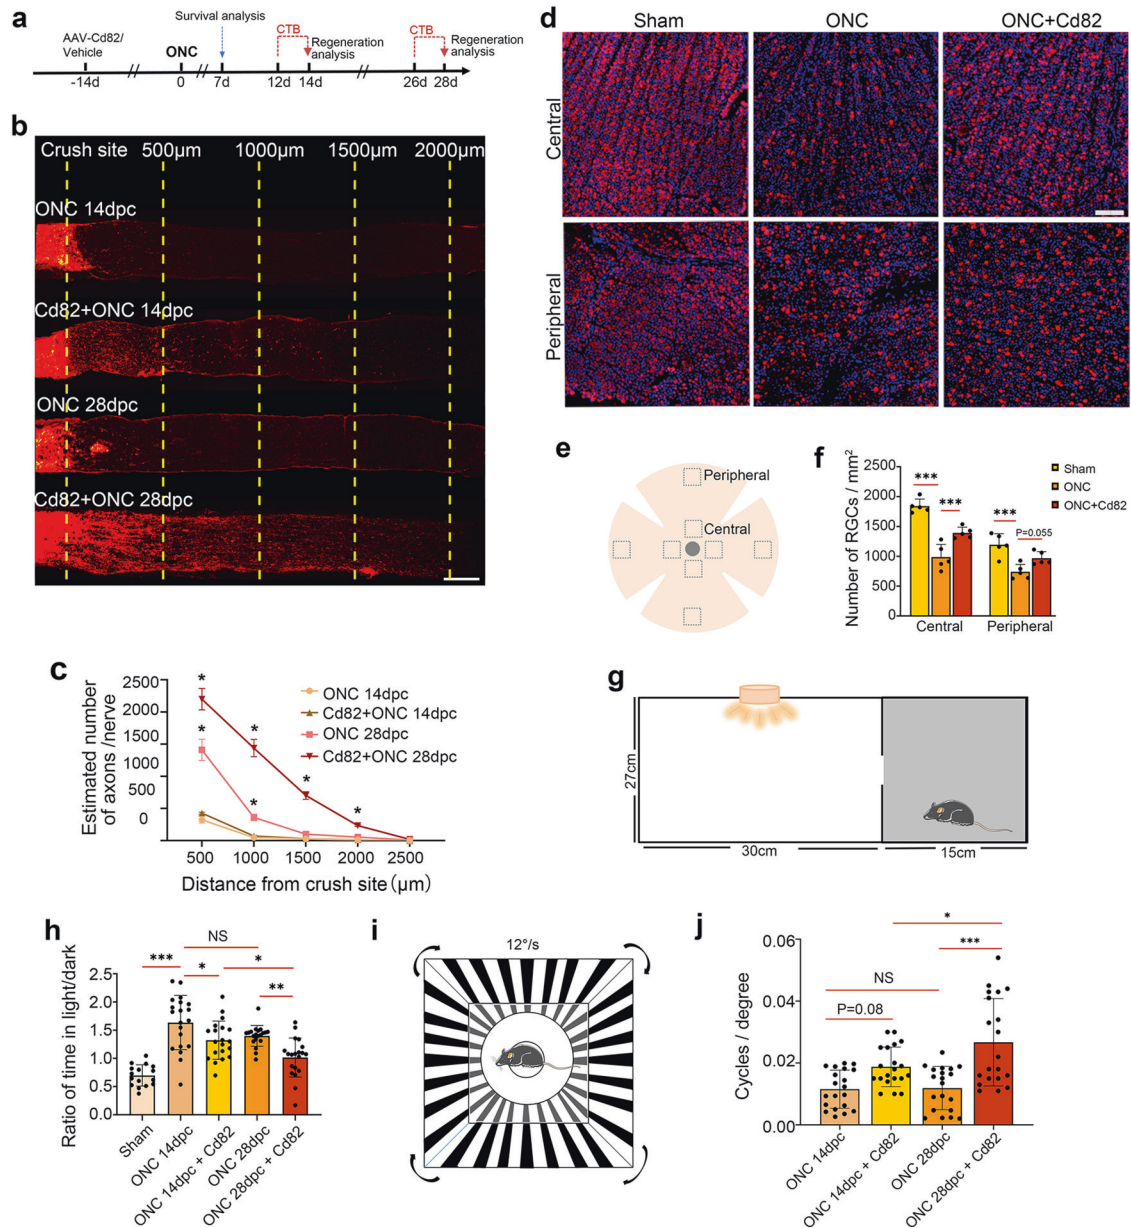 a
Survival analysis
AAV-Cd82/
Vehicle
ONC
CTB
Regeneration
analysis
CTB
Regeneration
analysis
-14d
0
7d
12d
14d
26d
28d
b
Crush site
500μm
1000μm
1500μm
2000μm
ONC 14dpc
Cd82+ONC 14dpc
ONC 28dpc
Cd82+ONC 28dpc
c
Estimated number
of axons /nerve
2500
2000
1500
1000
500
0
ONC 14dpc
Cd82+ONC 14dpc
ONC 28dpc
Cd82+ONC 28dpc
*
*
*
*
*
*
500
1000
1500
2000
2500
Distance from crush site (μm)
d
Sham
ONC
ONC+Cd82
Central
Peripheral
e
Peripheral
Central
f
Number of RGCs / mm²
2500
2000
1500
1000
500
0
***
***
***
P=0.055
Central
Peripheral
Sham
ONC
ONC+Cd82
g
27cm
30cm
15cm
h
Ratio of time in light/dark
2.5
2.0
1.5
1.0
0.5
0.0
NS
***
*
*
**
Sham
ONC 14dpc
ONC 14dpc + Cd82
ONC 28dpc
ONC 28dpc + Cd82
i
12°/s
j
Cycles / degree
0.06
0.04
0.02
0.00
*
***
NS
P=0.08
ONC 14dpc
ONC 14dpc + Cd82
ONC 28dpc
ONC 28dpc + Cd82